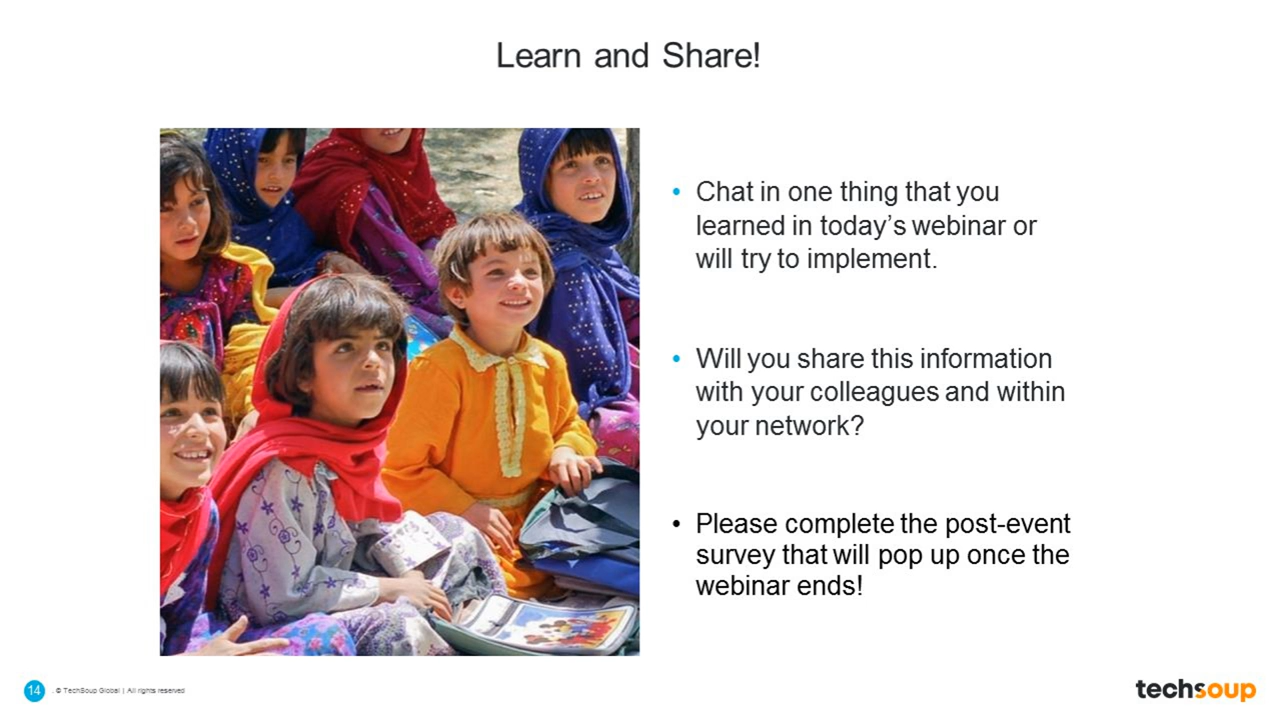 Learn and Share!
• Chat in one thing that you
learned in today’s webinar or
will try to implement.
• Will you share this information
with your colleagues and within
your network?
• Please complete the post-event
survey that will pop up once the
webinar ends!
14 . © TechSoup Global | All rights reserved
techsoup